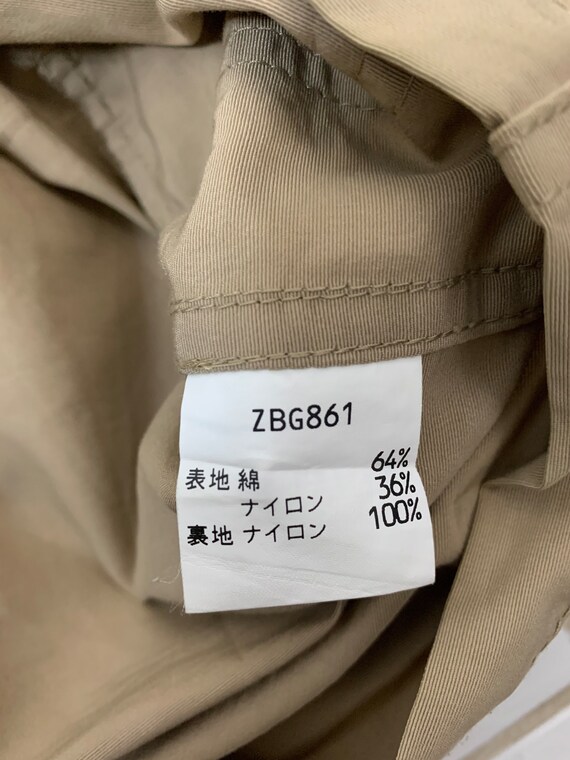 ZBG861
表地 綿 64%
ナイロン 36%
裏地 ナイロン 100%